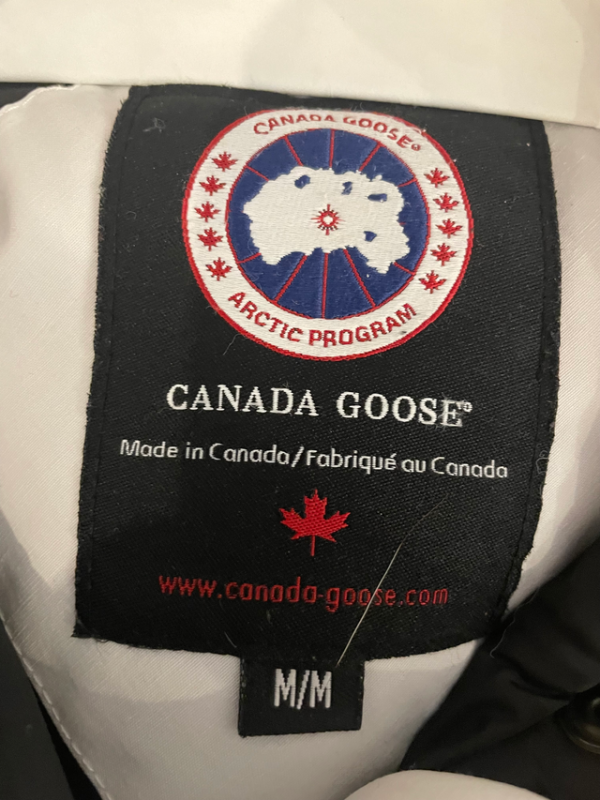 CANADA GOOSE®
ARCTIC PROGRAM
CANADA GOOSE
Made in Canada/Fabriqué au Canada
www.canada-goose.com
M/M